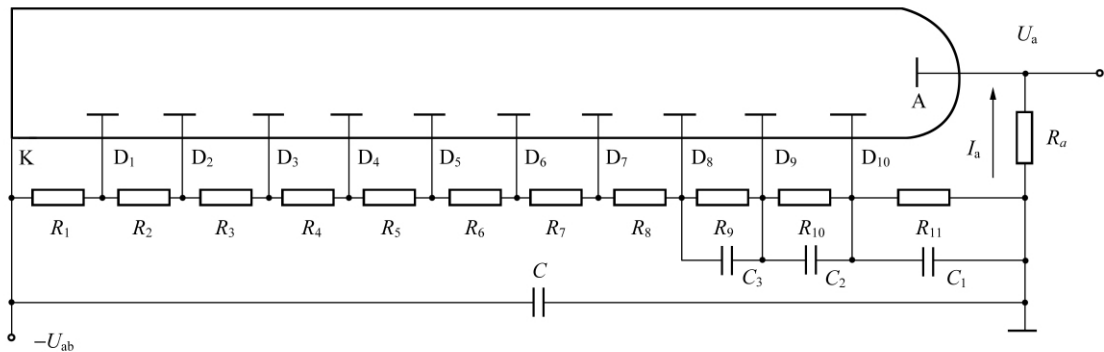 Uₐ
A
K D₁ D₂ D₃ D₄ D₅ D₆ D₇ D₈ D₉ D₁₀ Iₐ Rₐ
R₁ R₂ R₃ R₄ R₅ R₆ R₇ R₈ R₉ R₁₀ R₁₁
C C₃ C₂ C₁
−Uab